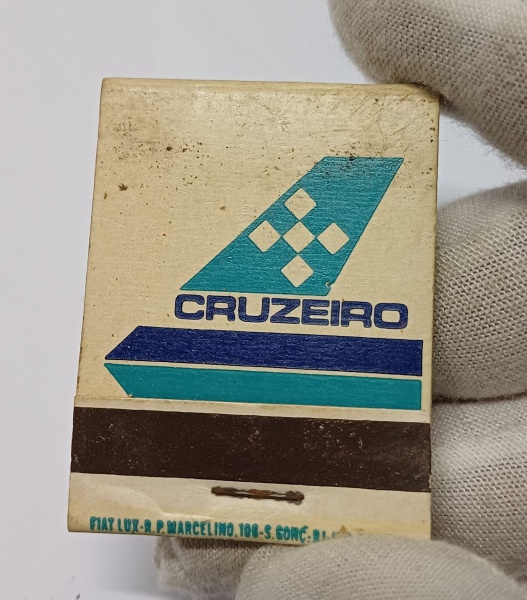 CRUZEIRO
FIAT LUX-R.P. MARCELINO, 106-S. GONÇ-RJ-